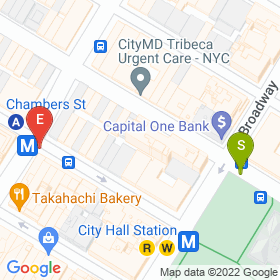 CityMD Tribeca
Urgent Care - NYC
Chambers St
A
E
M
Capital One Bank
$
S
Broadway
Takahachi Bakery
City Hall Station
R
W
M
Map data ©2022 Google